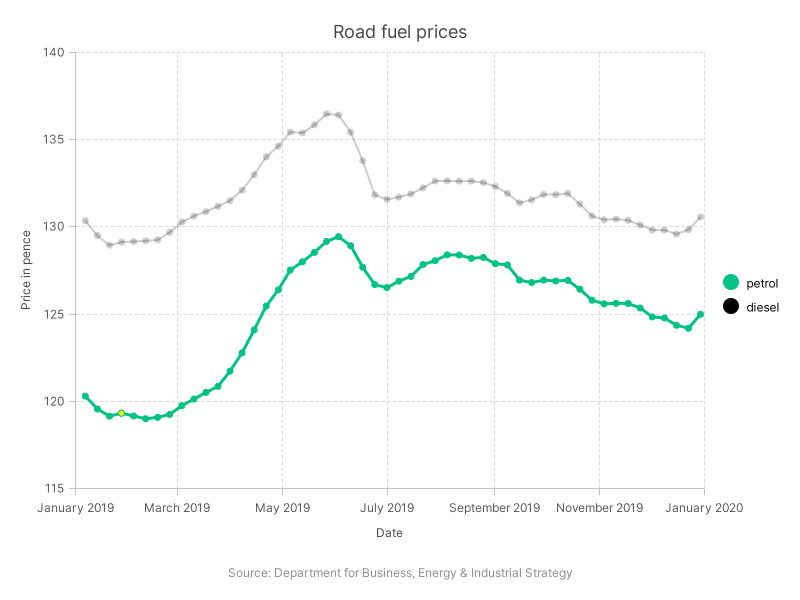 Road fuel prices
140
135
130
125
120
115
Price in pence
January 2019
March 2019
May 2019
July 2019
September 2019
November 2019
January 2020
Date
petrol
diesel
Source: Department for Business, Energy & Industrial Strategy